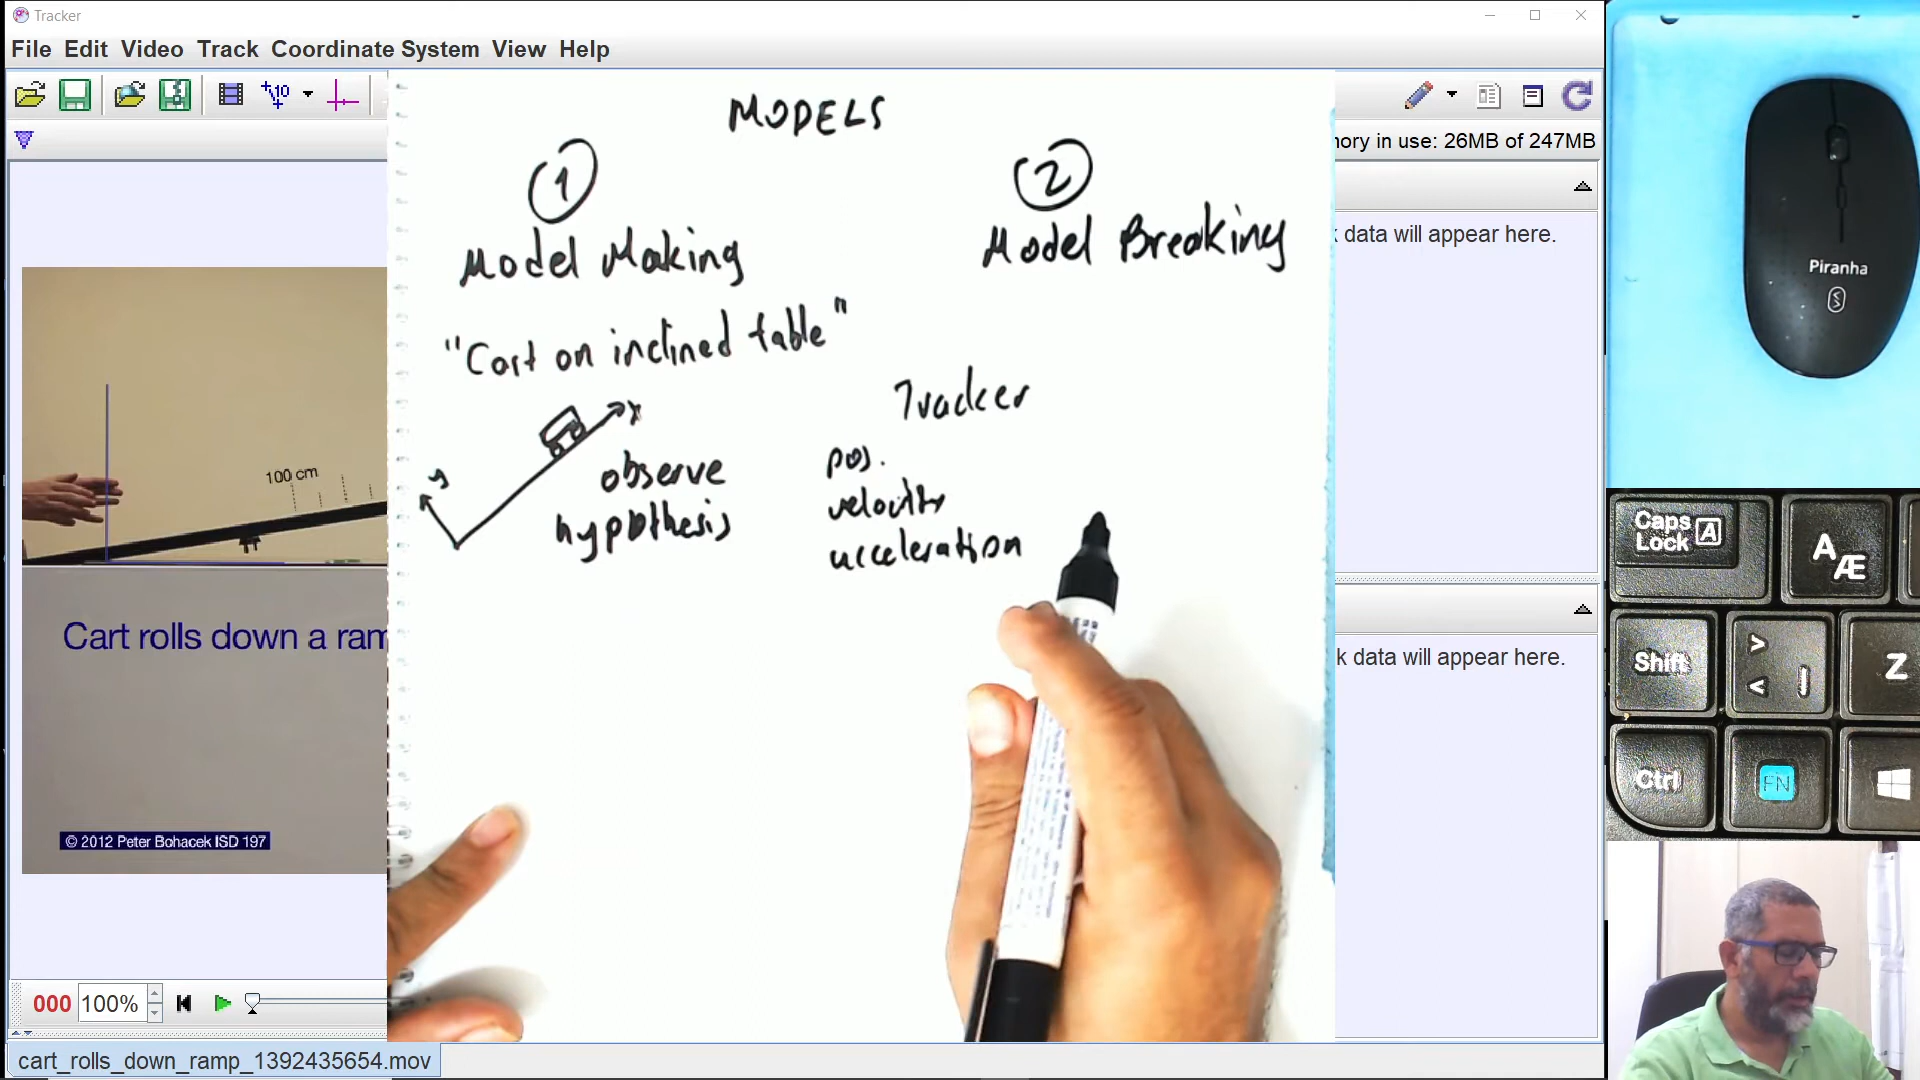 Tracker
File Edit Video Track Coordinate System View Help
+10
ory in use: 26MB of 247MB
MODELS
1
Model Making
2
Model Breaking
"Cart on inclined table"
x
y
observe
hypothesis
Tracker
pos.
velocity
acceleration
data will appear here.
k data will appear here.
100 cm
Cart rolls down a ram
© 2012 Peter Bohacek ISD 197
000 100%
cart_rolls_down_ramp_1392435654.mov
Piranha
Caps Lock A
A Æ
Shift
> < |
Z
Ctrl
FN